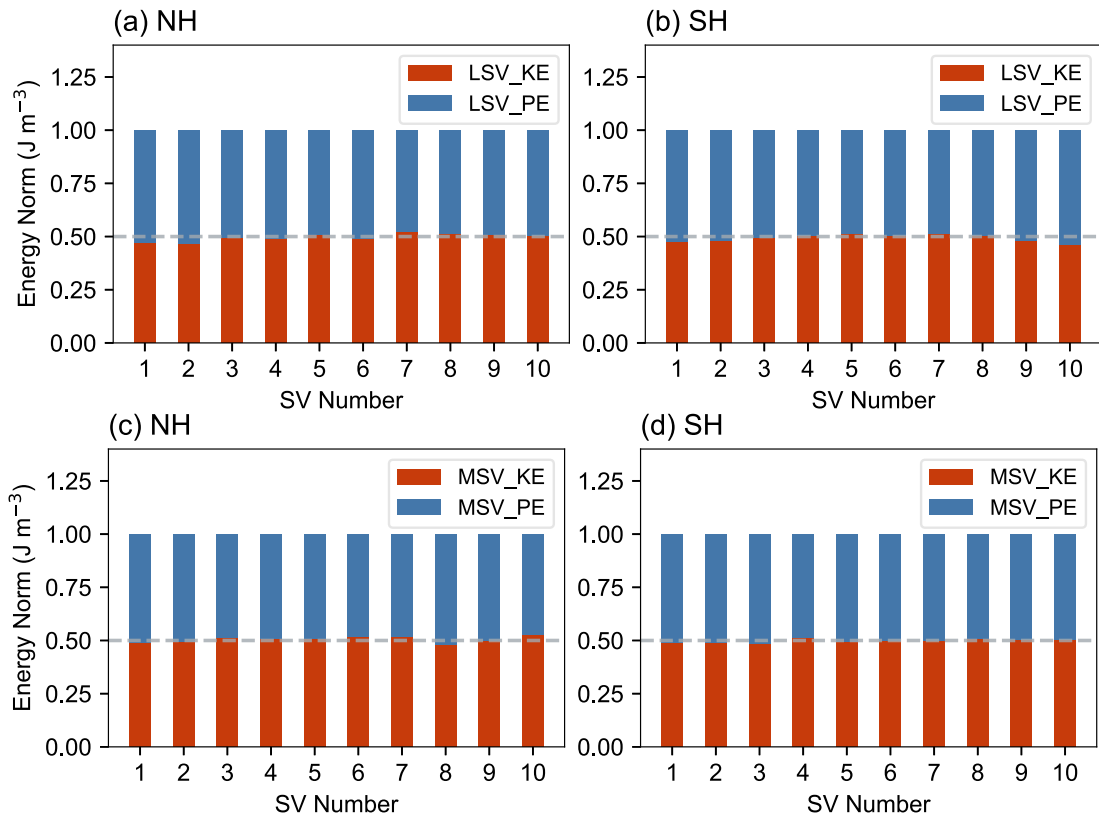 (a) NH
LSV_KE
LSV_PE
1.25
1.00
0.75
0.50
0.25
0.00
Energy Norm (J m⁻³)
1 2 3 4 5 6 7 8 9 10
SV Number
(b) SH
LSV_KE
LSV_PE
1.25
1.00
0.75
0.50
0.25
0.00
1 2 3 4 5 6 7 8 9 10
SV Number
(c) NH
MSV_KE
MSV_PE
1.25
1.00
0.75
0.50
0.25
0.00
Energy Norm (J m⁻³)
1 2 3 4 5 6 7 8 9 10
SV Number
(d) SH
MSV_KE
MSV_PE
1.25
1.00
0.75
0.50
0.25
0.00
1 2 3 4 5 6 7 8 9 10
SV Number